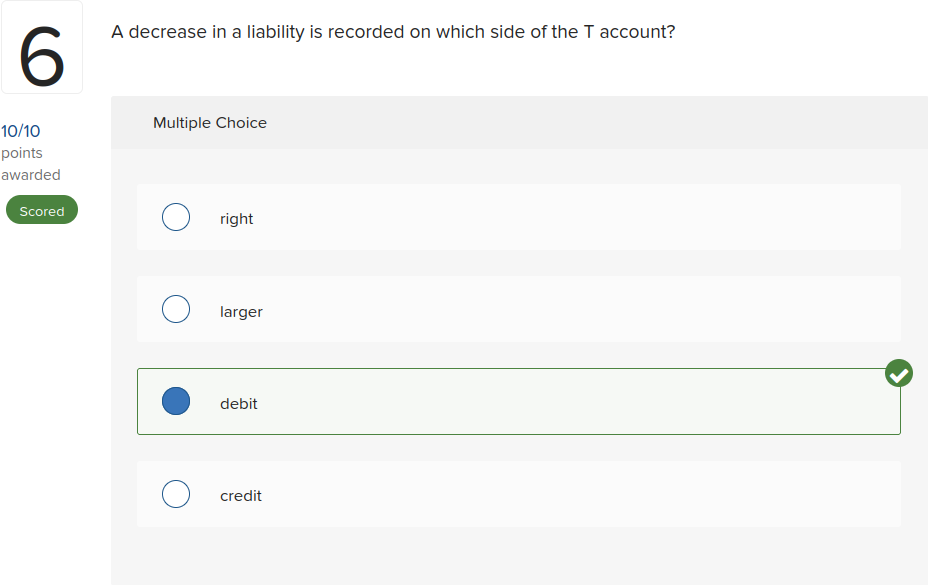 6
A decrease in a liability is recorded on which side of the T account?
10/10
points
awarded
Scored
Multiple Choice
right
larger
debit
credit